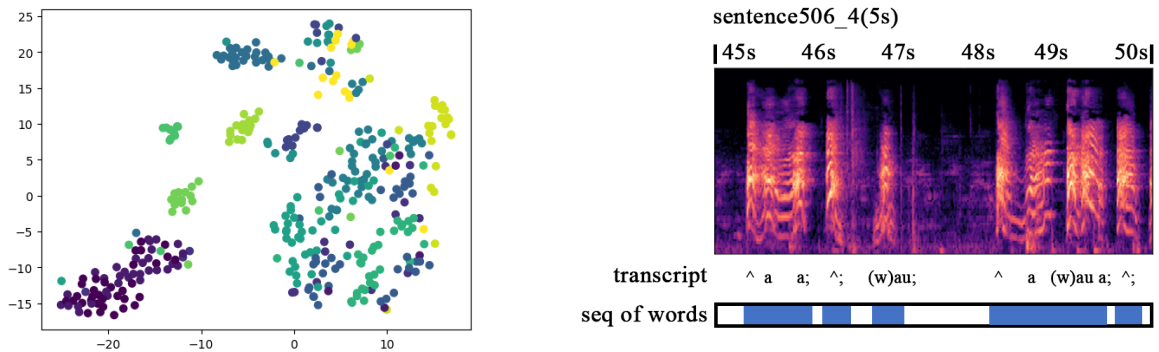 25
20
15
10
5
0
−5
−10
−15
−20 −10 0 10 20
sentence506_4(5s)
45s 46s 47s 48s 49s 50s
transcript ^ a a; ^; (w)au; ^ a (w)au a; ^;
seq of words